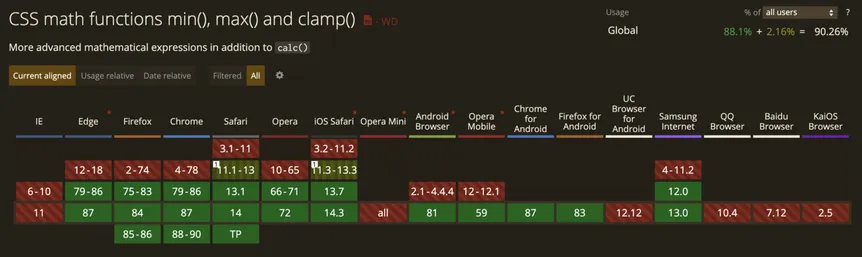 CSS math functions min(), max() and clamp() - WD
Usage % of all users ?
Global 88.1% + 2.16% = 90.26%
More advanced mathematical expressions in addition to calc()
Current aligned Usage relative Date relative Filtered All
IE Edge * Firefox Chrome Safari Opera iOS Safari * Opera Mini * Android Browser * Opera Mobile * Chrome for Android Firefox for Android UC Browser for Android Samsung Internet QQ Browser Baidu Browser KaiOS Browser
3.1-11 3.2-11.2
12-18 2-74 4-78 1 11.1-13 10-65 1 11.3-13.3 4-11.2
6-10 79-86 75-83 79-86 13.1 66-71 13.7 2.1-4.4.4 12-12.1 12.0
11 87 84 87 14 72 14.3 all 81 59 87 83 12.12 13.0 10.4 7.12 2.5
85-86 88-90 TP